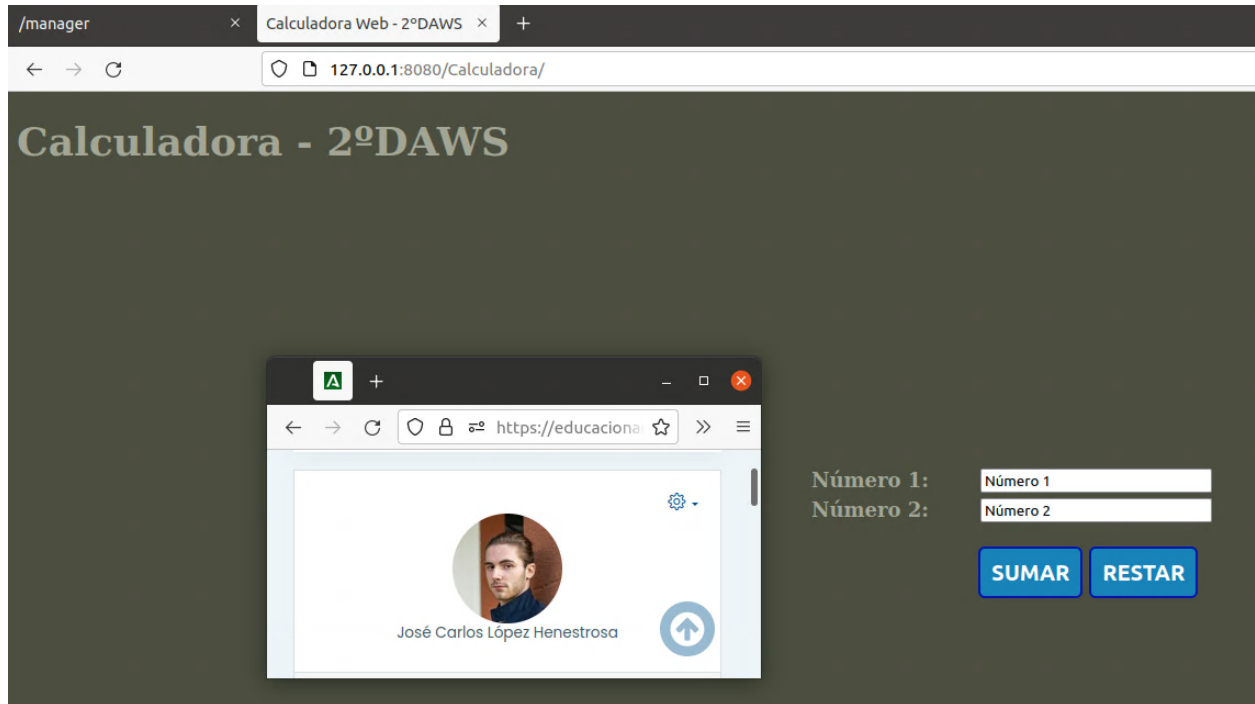 /manager
Calculadora Web - 2ºDAWS
127.0.0.1:8080/Calculadora/
Calculadora - 2ºDAWS
https://educaciona
José Carlos López Henestrosa
Número 1: Número 1
Número 2: Número 2
SUMAR RESTAR